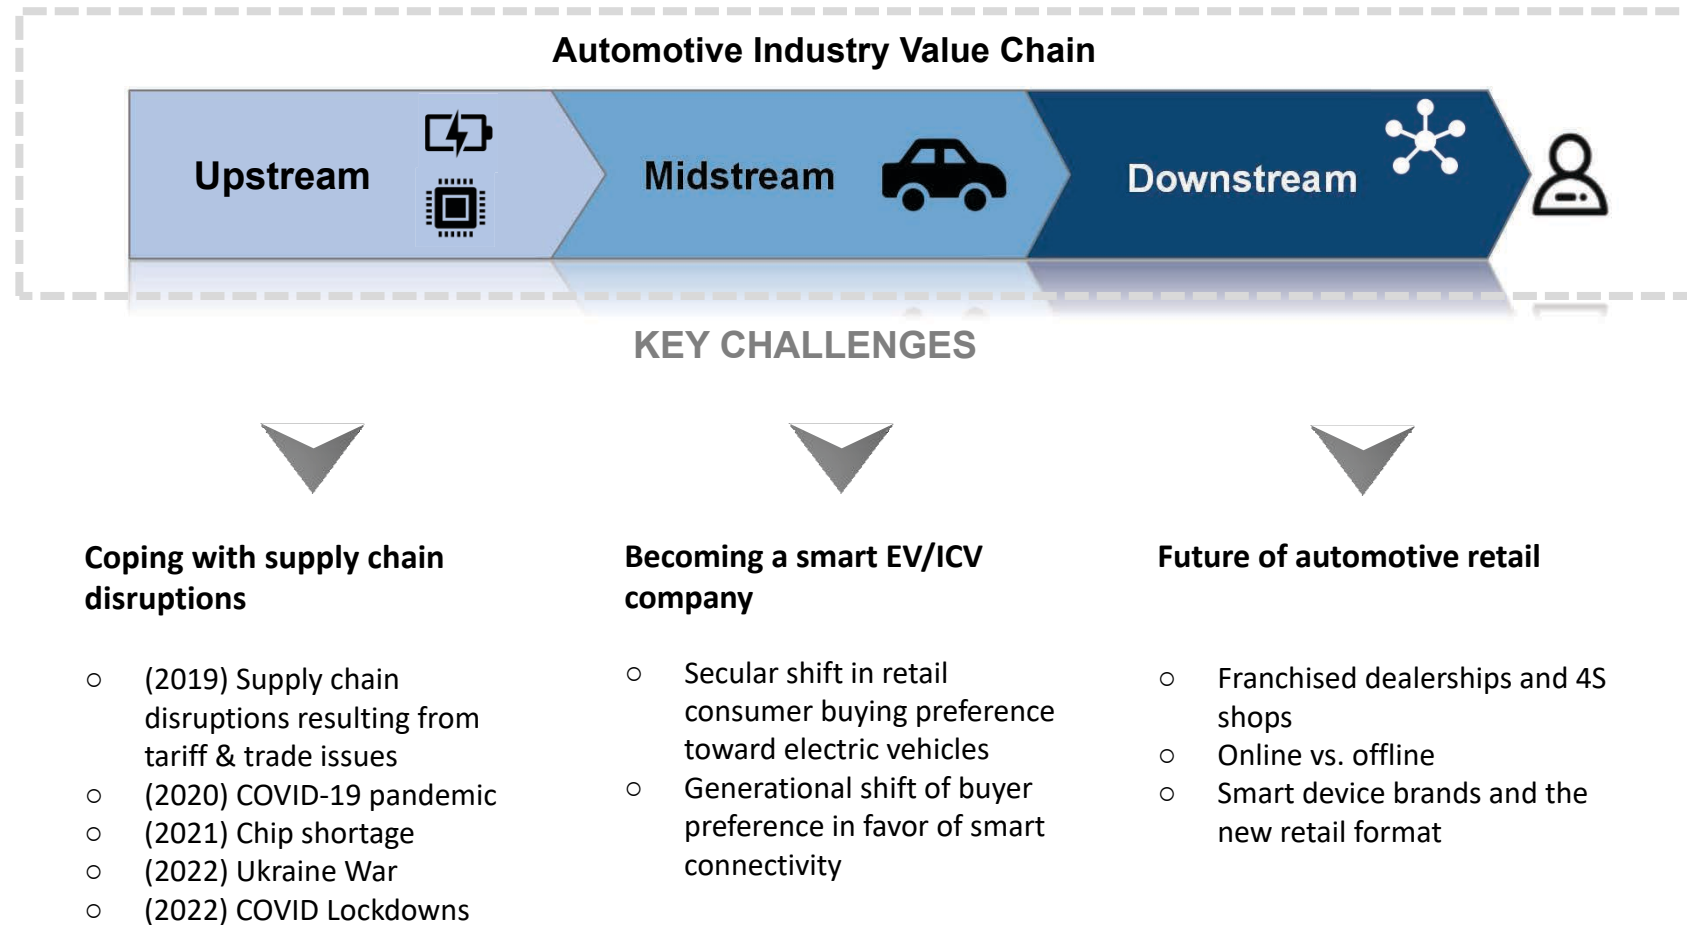 Automotive Industry Value Chain
Upstream
Midstream
Downstream
KEY CHALLENGES
Coping with supply chain
disruptions
○ (2019) Supply chain
disruptions resulting from
tariff & trade issues
○ (2020) COVID-19 pandemic
○ (2021) Chip shortage
○ (2022) Ukraine War
○ (2022) COVID Lockdowns
Becoming a smart EV/ICV
company
○ Secular shift in retail
consumer buying preference
toward electric vehicles
○ Generational shift of buyer
preference in favor of smart
connectivity
Future of automotive retail
○ Franchised dealerships and 4S
shops
○ Online vs. offline
○ Smart device brands and the
new retail format